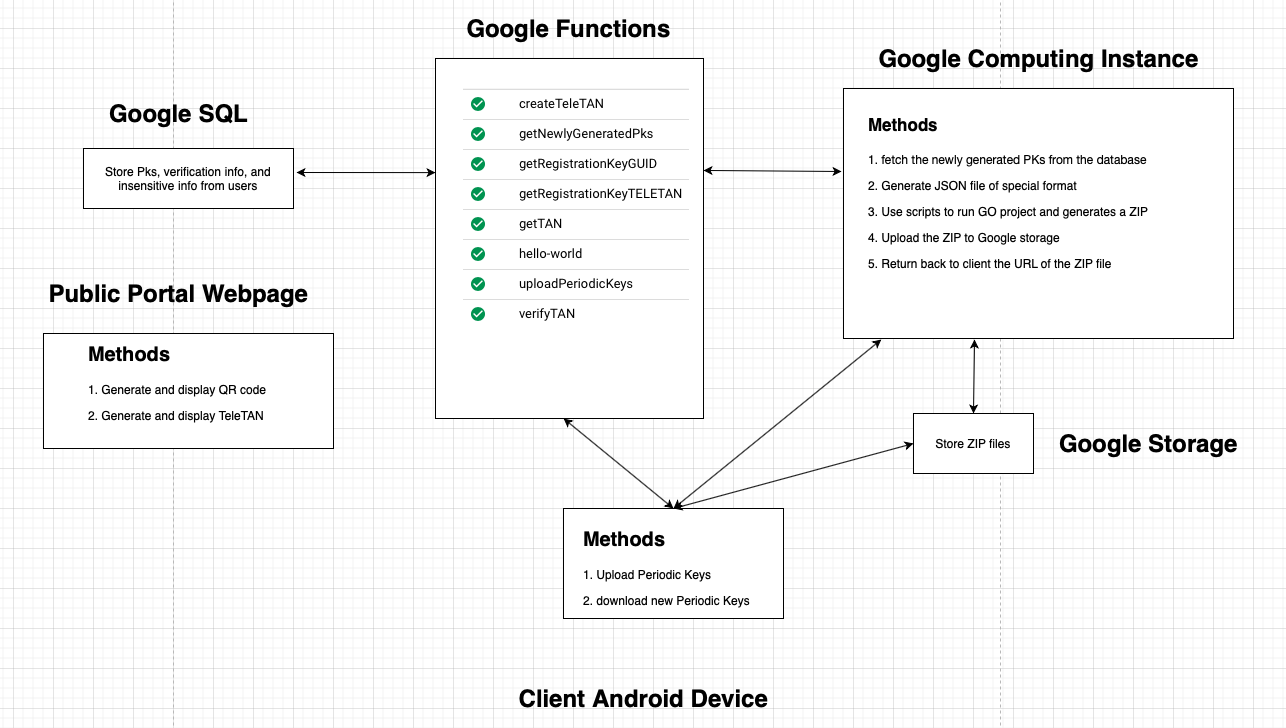 Google Functions
Google Computing Instance
Google SQL
Store Pks, verification info, and
insensitive info from users
createTeleTAN
getNewlyGeneratedPks
getRegistrationKeyGUID
getRegistrationKeyTELETAN
getTAN
hello-world
uploadPeriodicKeys
verifyTAN
Methods
1. fetch the newly generated PKs from the database
2. Generate JSON file of special format
3. Use scripts to run GO project and generates a ZIP
4. Upload the ZIP to Google storage
5. Return back to client the URL of the ZIP file
Public Portal Webpage
Methods
1. Generate and display QR code
2. Generate and display TeleTAN
Store ZIP files
Google Storage
Methods
1. Upload Periodic Keys
2. download new Periodic Keys
Client Android Device